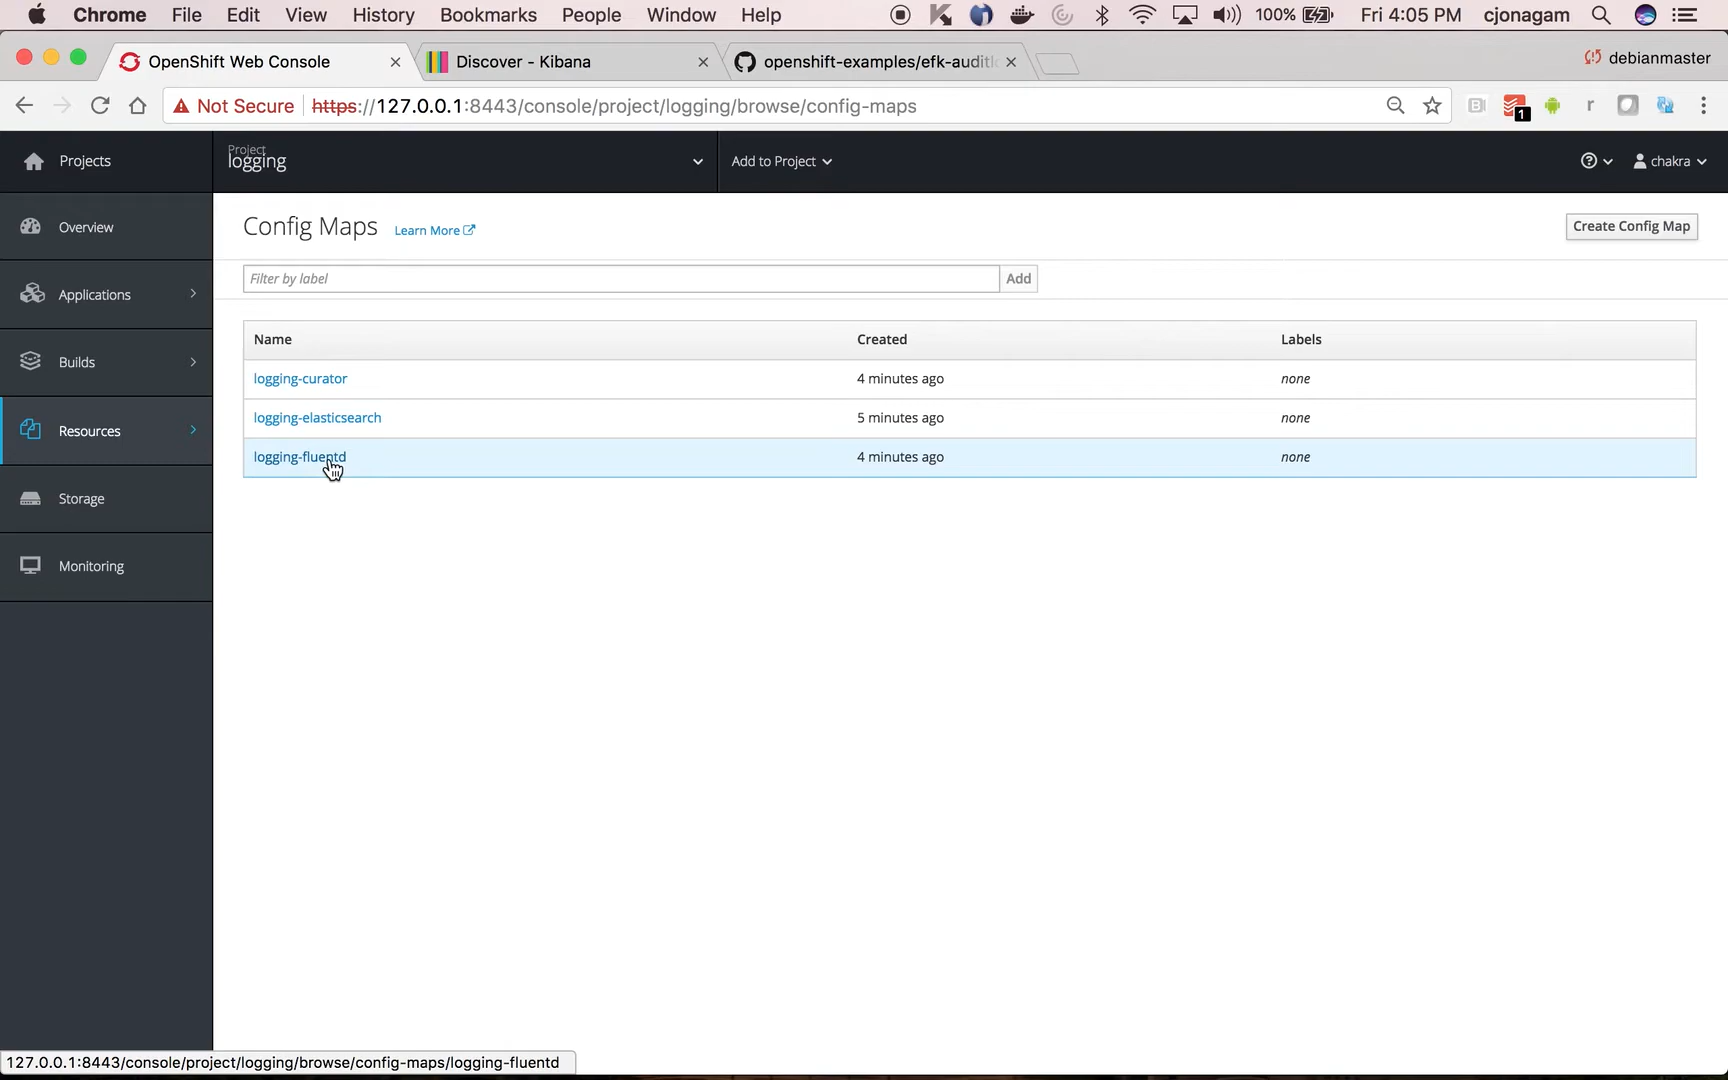 Chrome File Edit View History Bookmarks People Window Help 100% Fri 4:05 PM cjonagam
OpenShift Web Console Discover - Kibana openshift-examples/efk-auditl debianmaster
Not Secure https://127.0.0.1:8443/console/project/logging/browse/config-maps 1
Projects Project logging Add to Project chakra
Overview
Config Maps Learn More Create Config Map
Filter by label Add
Applications
Name Created Labels
Builds
logging-curator 4 minutes ago none
logging-elasticsearch 5 minutes ago none
Resources
logging-fluentd 4 minutes ago none
Storage
Monitoring
127.0.0.1:8443/console/project/logging/browse/config-maps/logging-fluentd